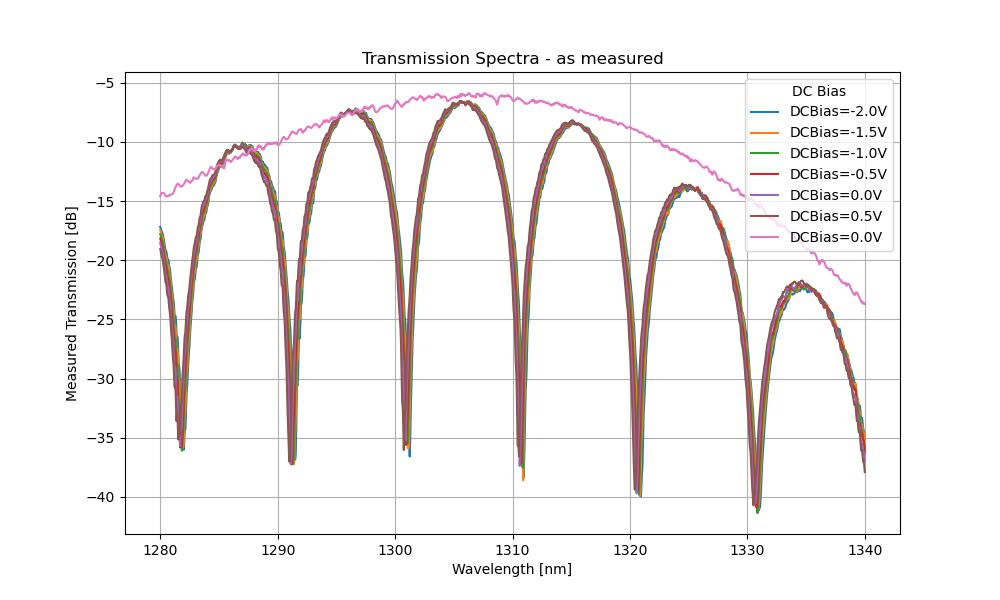 Transmission Spectra - as measured
Measured Transmission [dB]
−5
−10
−15
−20
−25
−30
−35
−40
DC Bias
DCBias=-2.0V
DCBias=-1.5V
DCBias=-1.0V
DCBias=-0.5V
DCBias=0.0V
DCBias=0.5V
DCBias=0.0V
1280 1290 1300 1310 1320 1330 1340
Wavelength [nm]